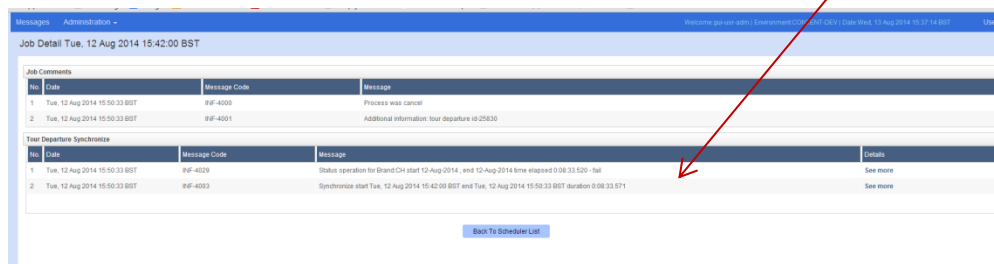 Messages Administration Welcome:gui-usr-adm | Environment:CONTENT-DEV | Date:Wed, 13 Aug 2014 15:37:14 BST Use
Job Detail Tue, 12 Aug 2014 15:42:00 BST
Job Comments
No. Date Message Code Message
1 Tue, 12 Aug 2014 15:50:33 BST INF-4000 Process was cancel
2 Tue, 12 Aug 2014 15:50:33 BST INF-4001 Additional information: tour departure id-25830
Tour Departure Synchronize
No. Date Message Code Message Details
1 Tue, 12 Aug 2014 15:50:33 BST INF-4029 Status operation for Brand:CH start 12-Aug-2014 , end 12-Aug-2014 time elapsed 0:08:33.520 - fail See more
2 Tue, 12 Aug 2014 15:50:33 BST INF-4003 Synchronize start Tue, 12 Aug 2014 15:42:00 BST end Tue, 12 Aug 2014 15:50:33 BST duration 0:08:33.571 See more
Back To Scheduler List